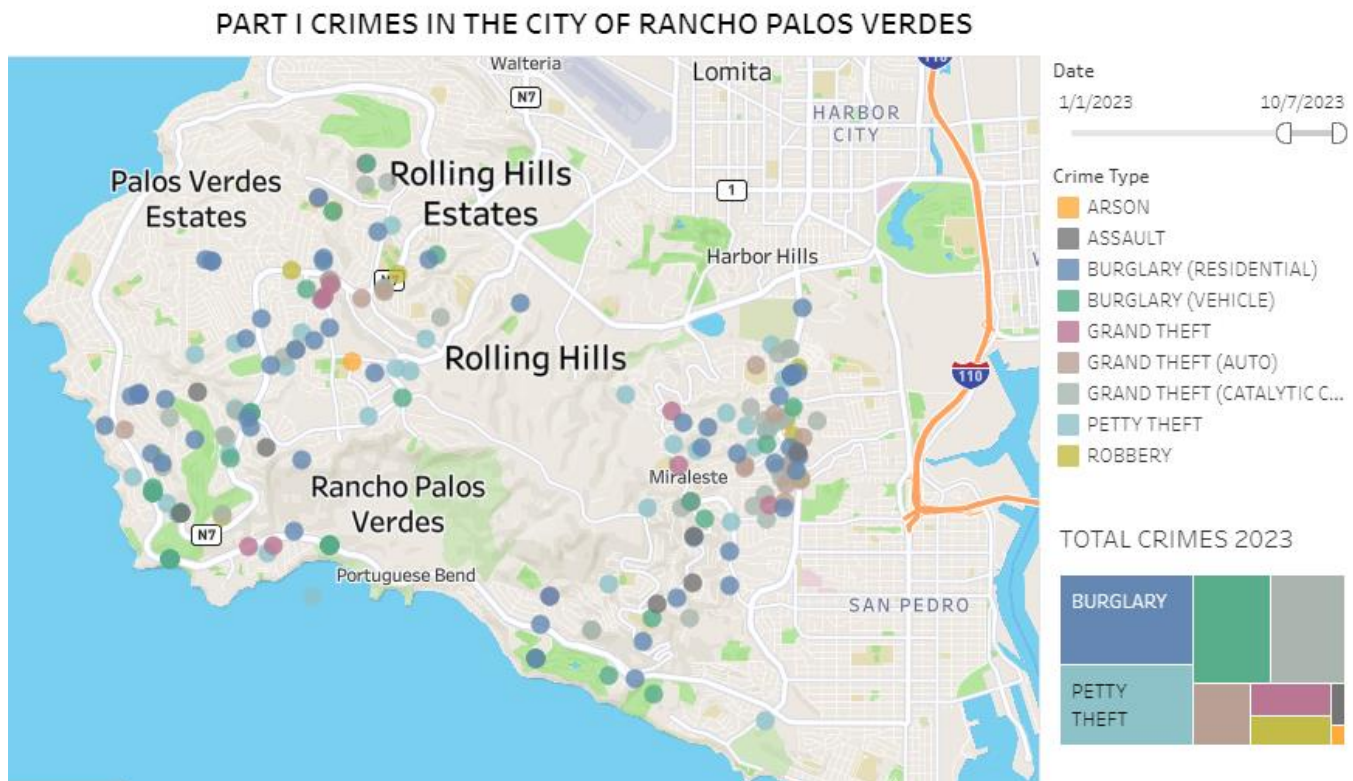 PART I CRIMES IN THE CITY OF RANCHO PALOS VERDES
Walteria
Lomita
110
N7
HARBOR
CITY
Palos Verdes
Estates
Rolling Hills
Estates
1
Harbor Hills
Rolling Hills
110
Miraleste
Rancho Palos
Verdes
N7
Portuguese Bend
SAN PEDRO
Date
1/1/2023
10/7/2023
Crime Type
ARSON
ASSAULT
BURGLARY (RESIDENTIAL)
BURGLARY (VEHICLE)
GRAND THEFT
GRAND THEFT (AUTO)
GRAND THEFT (CATALYTIC C...
PETTY THEFT
ROBBERY
TOTAL CRIMES 2023
BURGLARY
PETTY
THEFT